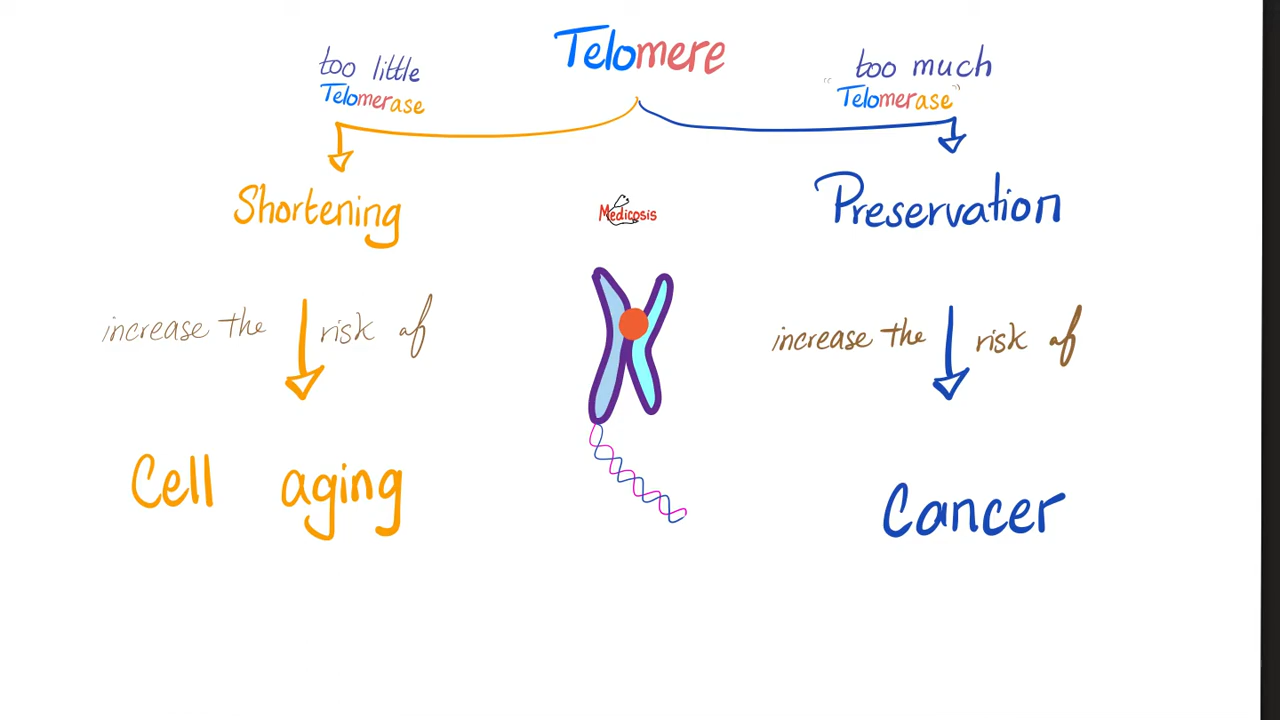 Telomere
too little
Telomerase
Shortening
increase the risk of
Cell aging
too much
"Telomerase"
Preservation
increase the risk of
Cancer
Medicosis